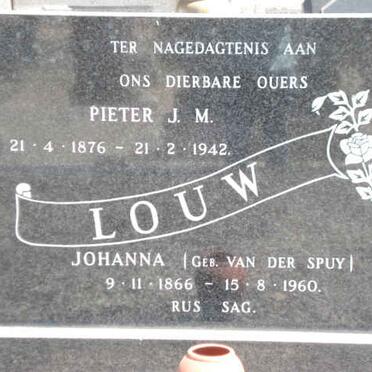 TER NAGEDAGTENIS AAN
ONS DIERBARE OUERS
PIETER J. M.
21 · 4 · 1876 – 21 · 2 · 1942.
LOUW
JOHANNA (GEB. VAN DER SPUY)
9 · 11 · 1866 – 15 · 8 · 1960.
RUS SAG.